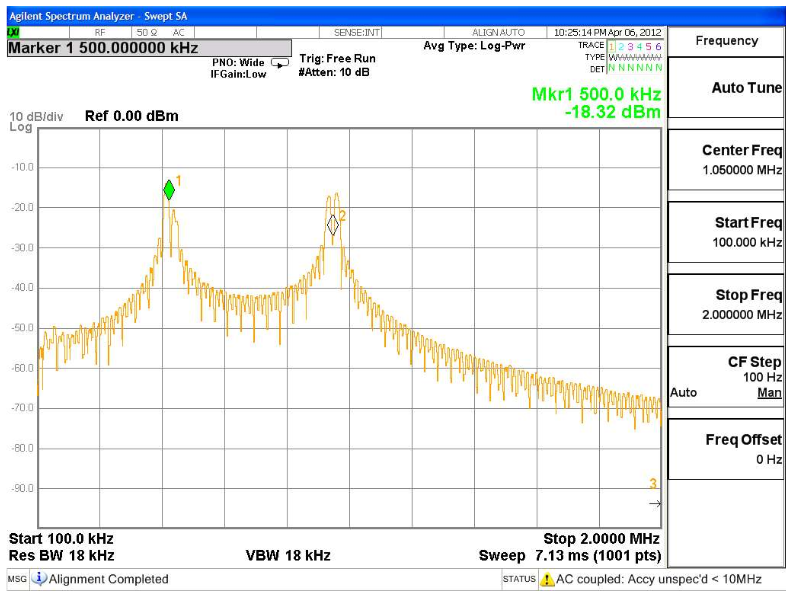 Agilent Spectrum Analyzer - Swept SA
LXI RF 50 Ω AC SENSE:INT ALIGN AUTO 10:25:14 PM Apr 06, 2012
Marker 1 500.000000 kHz
PNO: Wide
IFGain:Low
Trig: Free Run
#Atten: 10 dB
Avg Type: Log-Pwr
TRACE 1 2 3 4 5 6
TYPE WWWWWW
DET N N N N N N
Mkr1 500.0 kHz
-18.32 dBm
10 dB/div Ref 0.00 dBm
Log
-10.0
-20.0
-30.0
-40.0
-50.0
-60.0
-70.0
-80.0
-90.0
1
2
3
Start 100.0 kHz
Stop 2.0000 MHz
Res BW 18 kHz
VBW 18 kHz
Sweep 7.13 ms (1001 pts)
MSG Alignment Completed
STATUS AC coupled: Accy unspec'd < 10MHz
Frequency
Auto Tune
Center Freq
1.050000 MHz
Start Freq
100.000 kHz
Stop Freq
2.000000 MHz
CF Step
100 Hz
Auto Man
Freq Offset
0 Hz